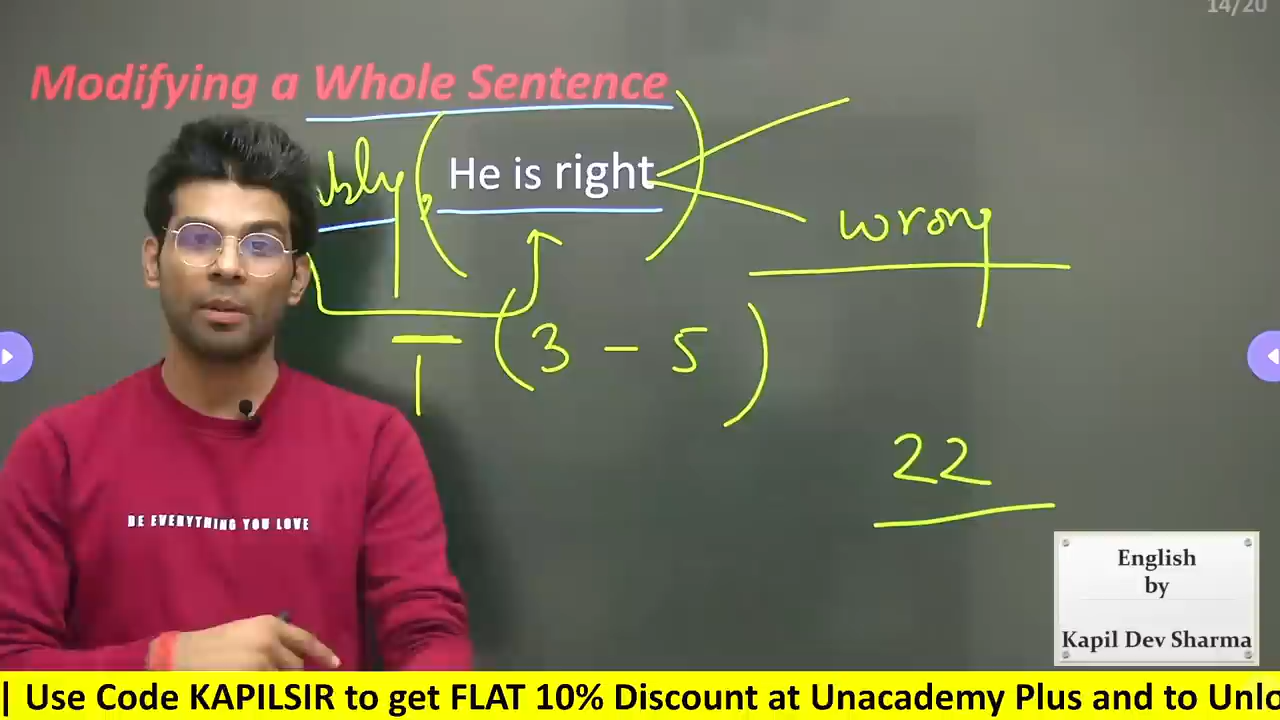 14/20
Modifying a Whole Sentence
He is right
wrong
T (3 - 5)
22
BE EVERYTHING YOU LOVE
English
by
Kapil Dev Sharma
| Use Code KAPILSIR to get FLAT 10% Discount at Unacademy Plus and to Unlo